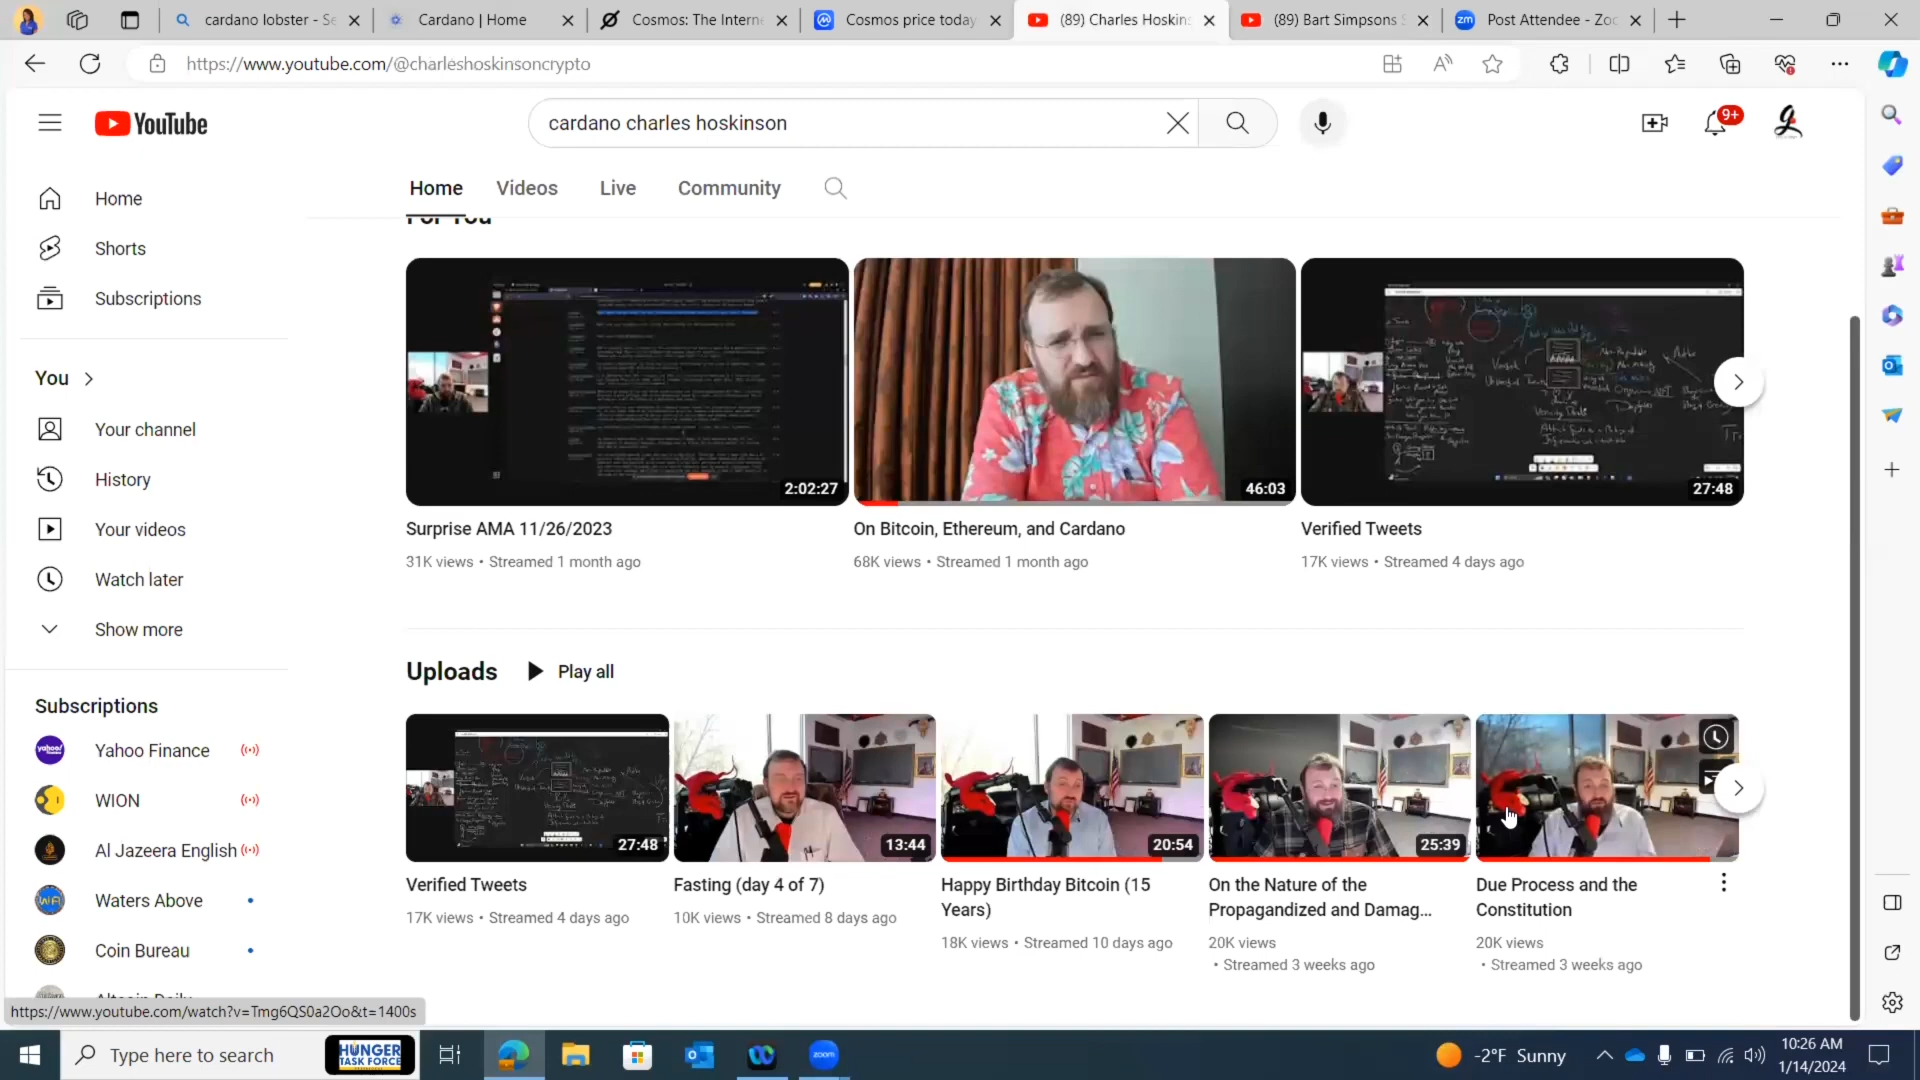 cardano lobster - Se
Cardano | Home
Cosmos: The Interne
Cosmos price today
(89) Charles Hoskins
(89) Bart Simpsons S
Post Attendee - Zoo
https://www.youtube.com/@charleshoskinsoncrypto
YouTube
cardano charles hoskinson
9+
Home Videos Live Community
Home
Shorts
Subscriptions
You
Your channel
History
Your videos
Watch later
Show more
Subscriptions
Yahoo Finance
WION
Al Jazeera English
Waters Above
Coin Bureau
Altcoin Daily
For You
2:02:27
46:03
27:48
Surprise AMA 11/26/2023
31K views • Streamed 1 month ago
On Bitcoin, Ethereum, and Cardano
68K views • Streamed 1 month ago
Verified Tweets
17K views • Streamed 4 days ago
Uploads Play all
27:48
13:44
20:54
25:39
Verified Tweets
17K views • Streamed 4 days ago
Fasting (day 4 of 7)
10K views • Streamed 8 days ago
Happy Birthday Bitcoin (15
Years)
18K views • Streamed 10 days ago
On the Nature of the
Propagandized and Damag...
20K views
• Streamed 3 weeks ago
Due Process and the
Constitution
20K views
• Streamed 3 weeks ago
https://www.youtube.com/watch?v=Tmg6QS0a2Oo&t=1400s
Type here to search
HUNGER
TASK FORCE
zoom
-2°F Sunny
10:26 AM
1/14/2024